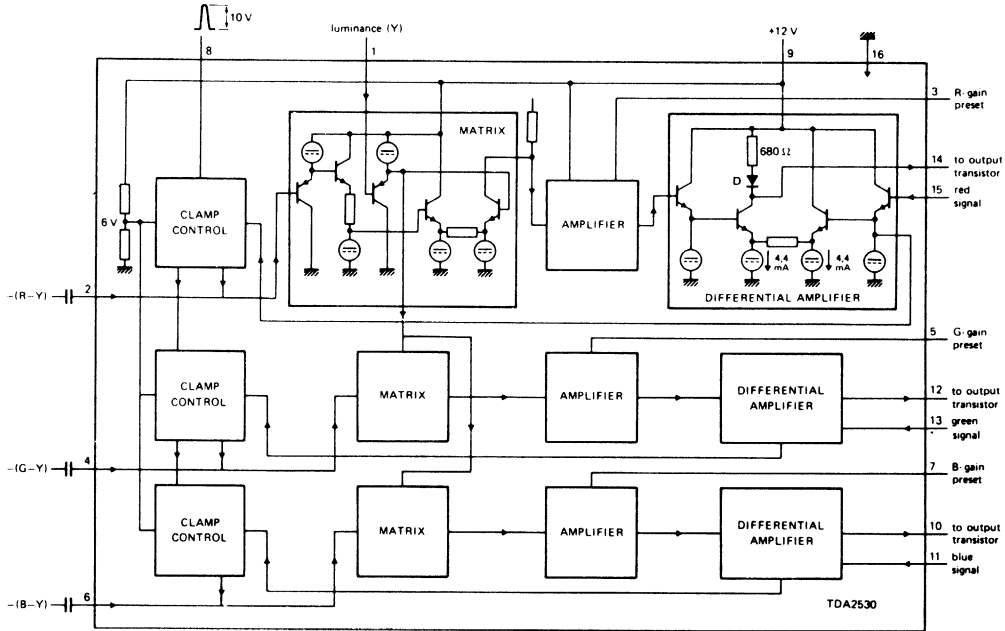 10 V
luminance (Y)
+12 V
8
1
9
16
3
R-gain
preset
MATRIX
680 Ω
14
to output
transistor
D
15
red
signal
CLAMP
CONTROL
6 V
AMPLIFIER
4,4
mA
4,4
mA
DIFFERENTIAL AMPLIFIER
-(R-Y)
2
5
G-gain
preset
CLAMP
CONTROL
MATRIX
AMPLIFIER
DIFFERENTIAL
AMPLIFIER
12
to output
transistor
13
green
signal
-(G-Y)
4
7
B-gain
preset
CLAMP
CONTROL
MATRIX
AMPLIFIER
DIFFERENTIAL
AMPLIFIER
10
to output
transistor
11
blue
signal
-(B-Y)
6
TDA2530